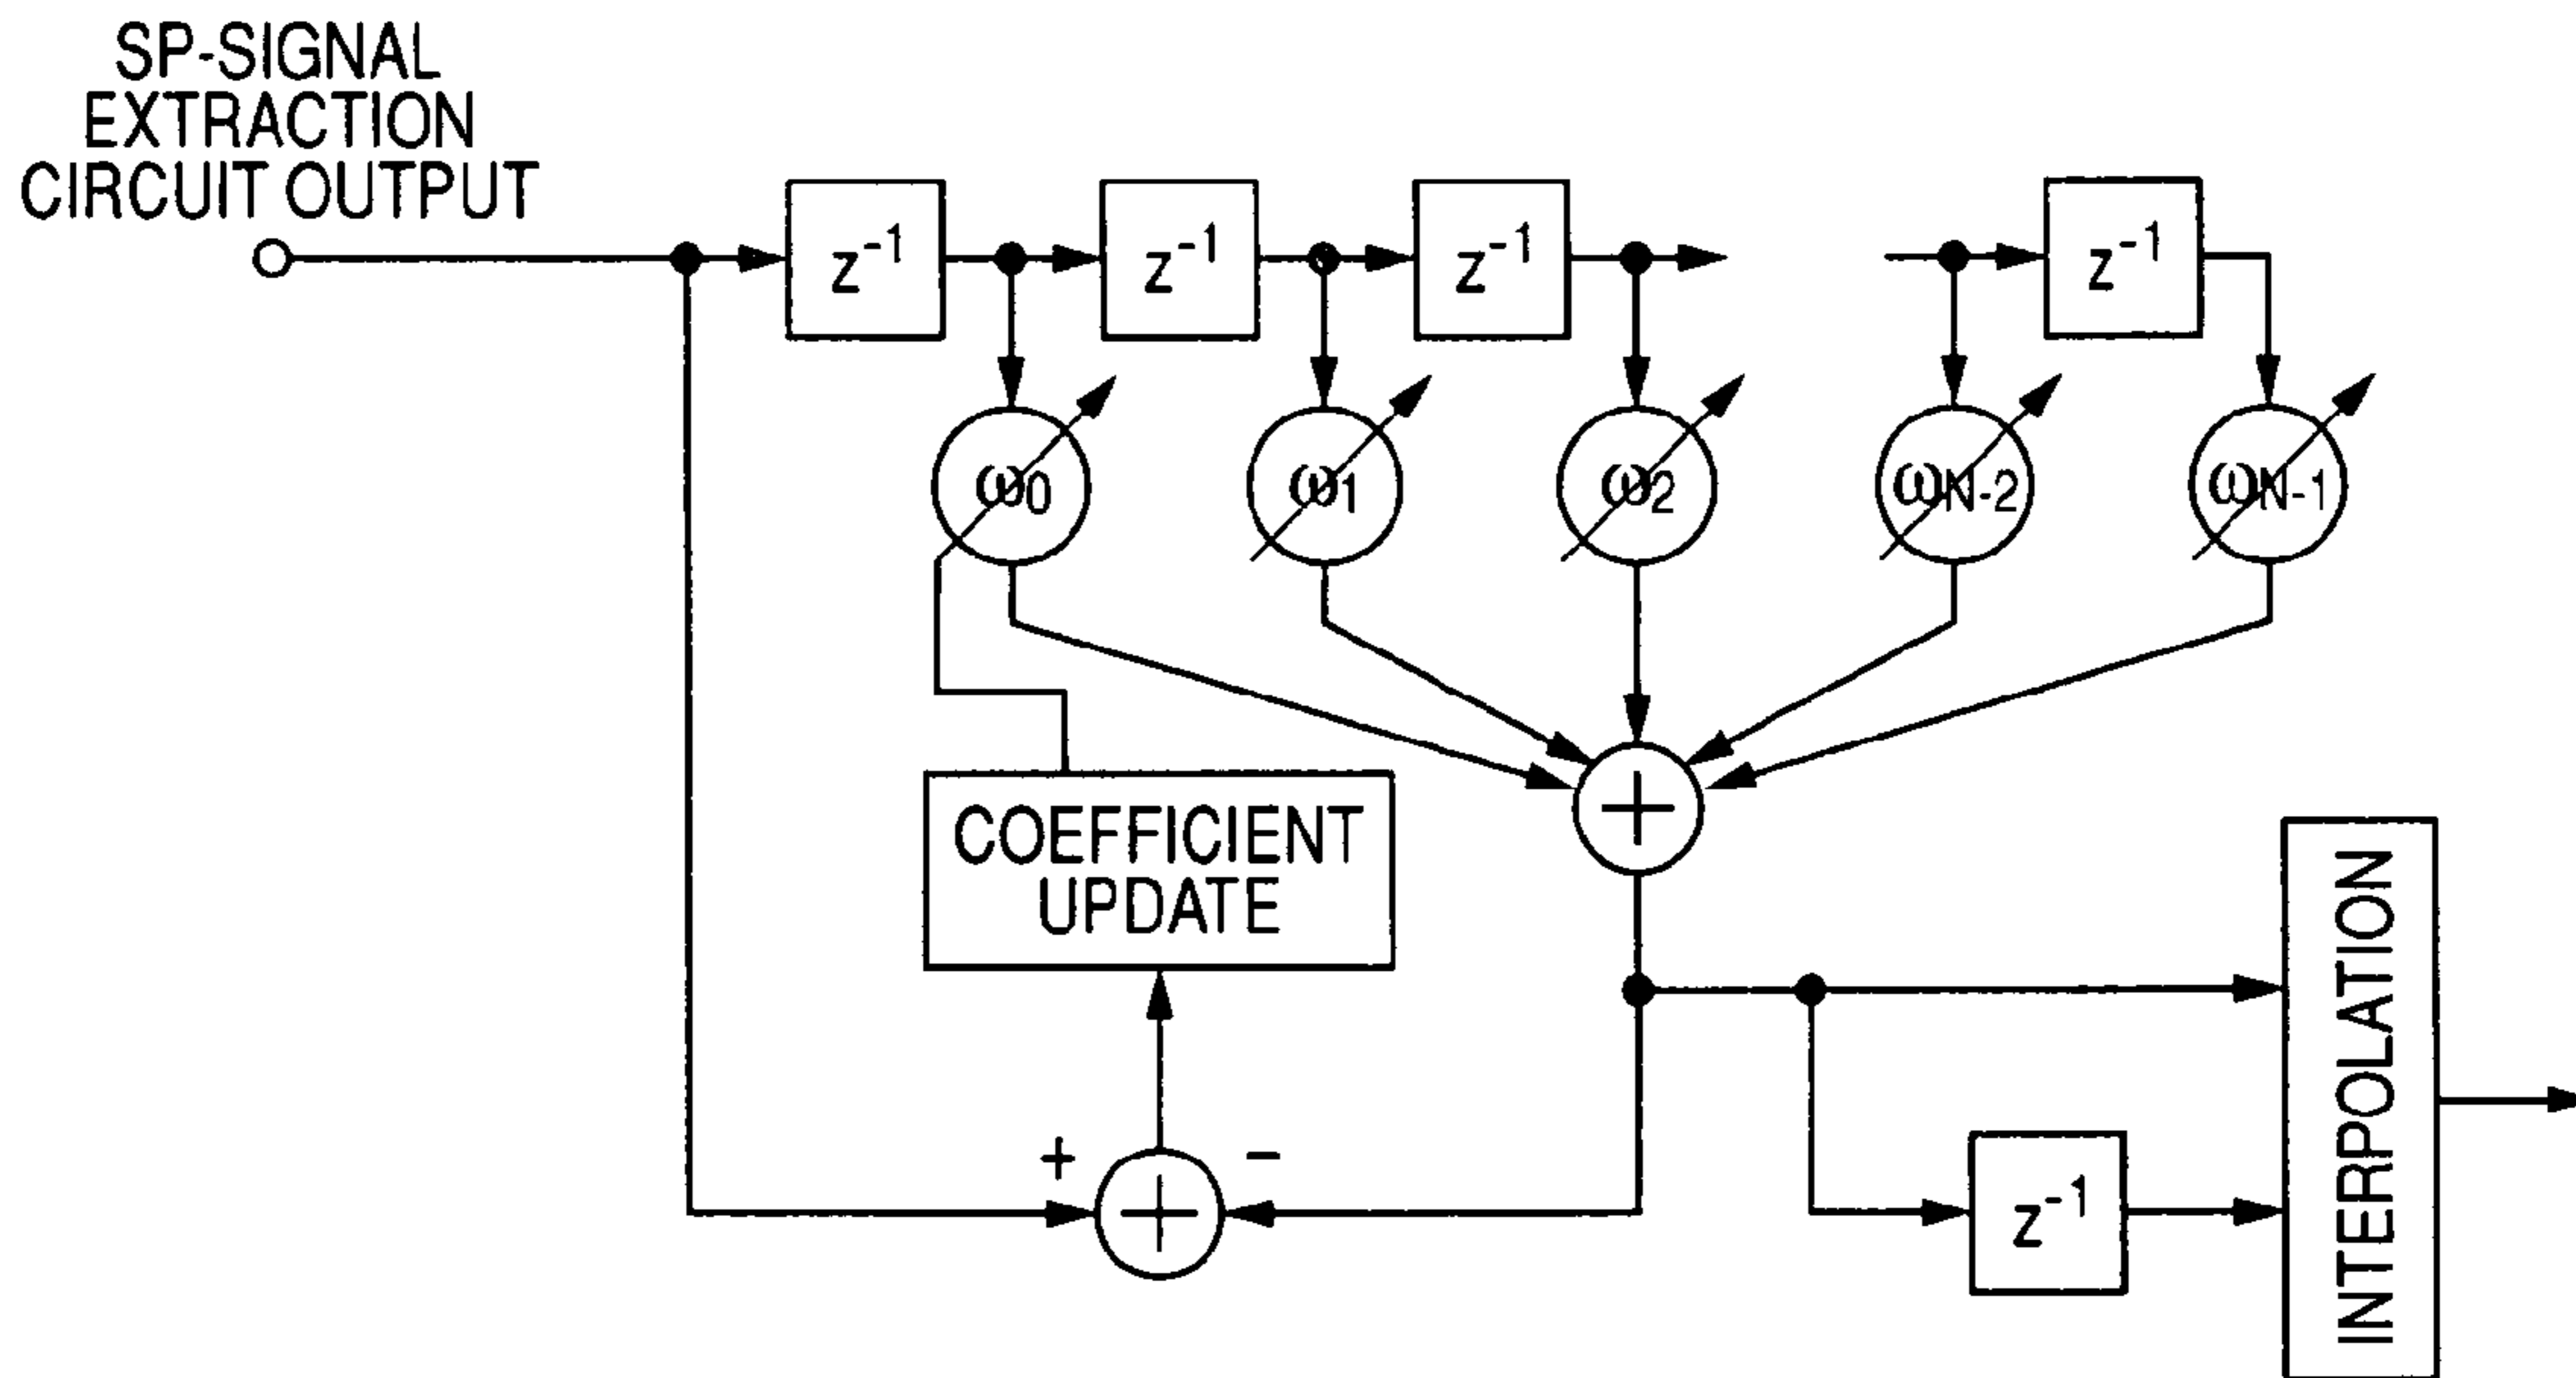 SP-SIGNAL
EXTRACTION
CIRCUIT OUTPUT
z⁻¹
z⁻¹
z⁻¹
z⁻¹
ω0
ω1
ω2
ωN-2
ωN-1
+
COEFFICIENT
UPDATE
+
−
+
z⁻¹
INTERPOLATION